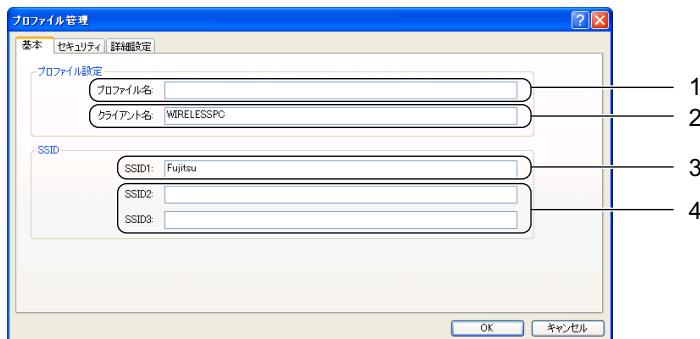 プロファイル管理
基本 セキュリティ 詳細設定
プロファイル設定
プロファイル名: 1
クライアント名: WIRELESSPC 2
SSID
SSID1: Fujitsu 3
SSID2:
4
SSID3:
OK キャンセル